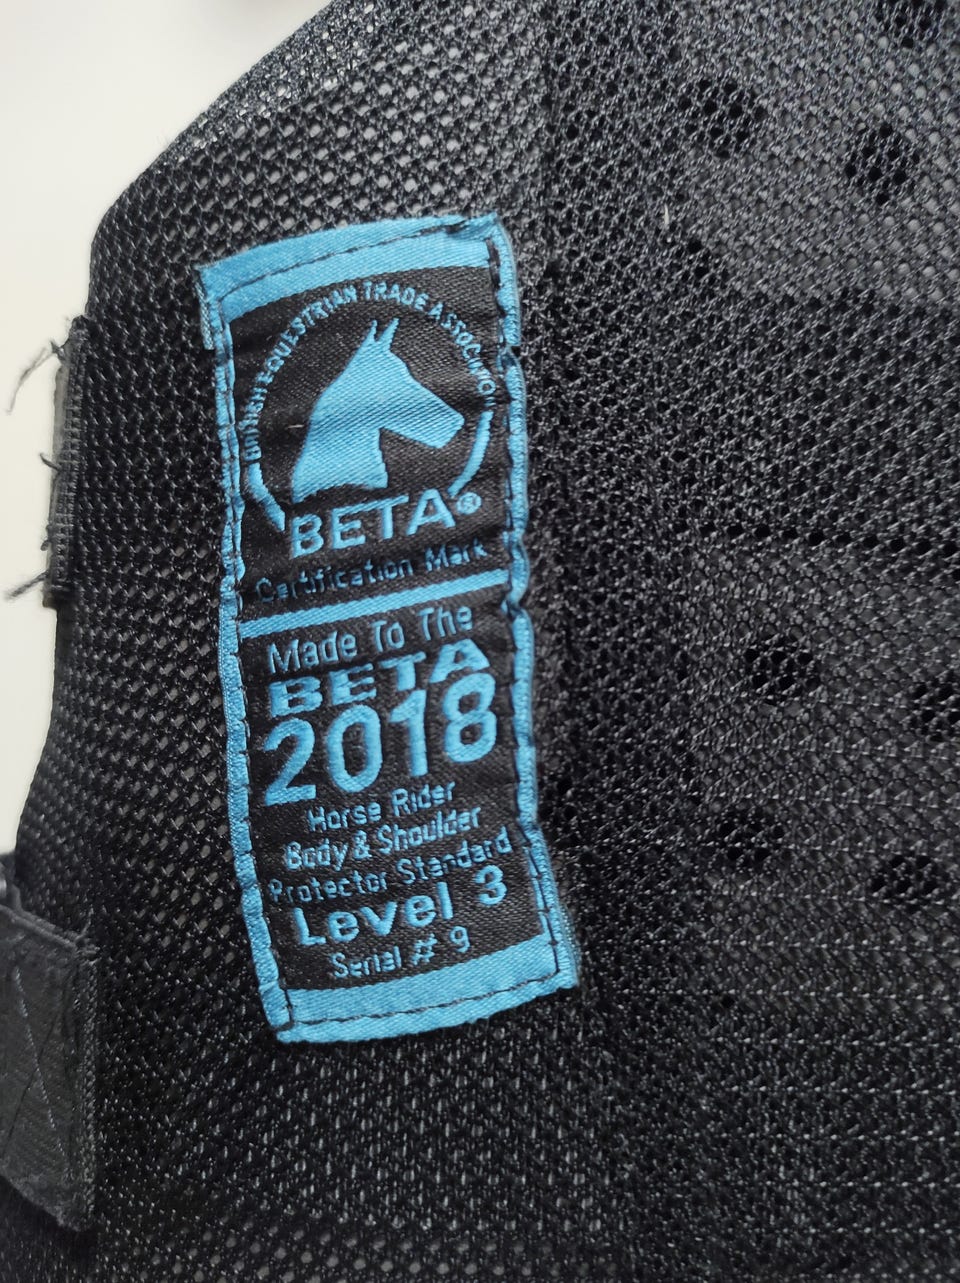 BRITISH EQUESTRIAN TRADE ASSOCIATION
BETA®
Certification Mark
Made To The
BETA
2018
Horse Rider
Body & Shoulder
Protector Standard
Level 3
Serial # 9